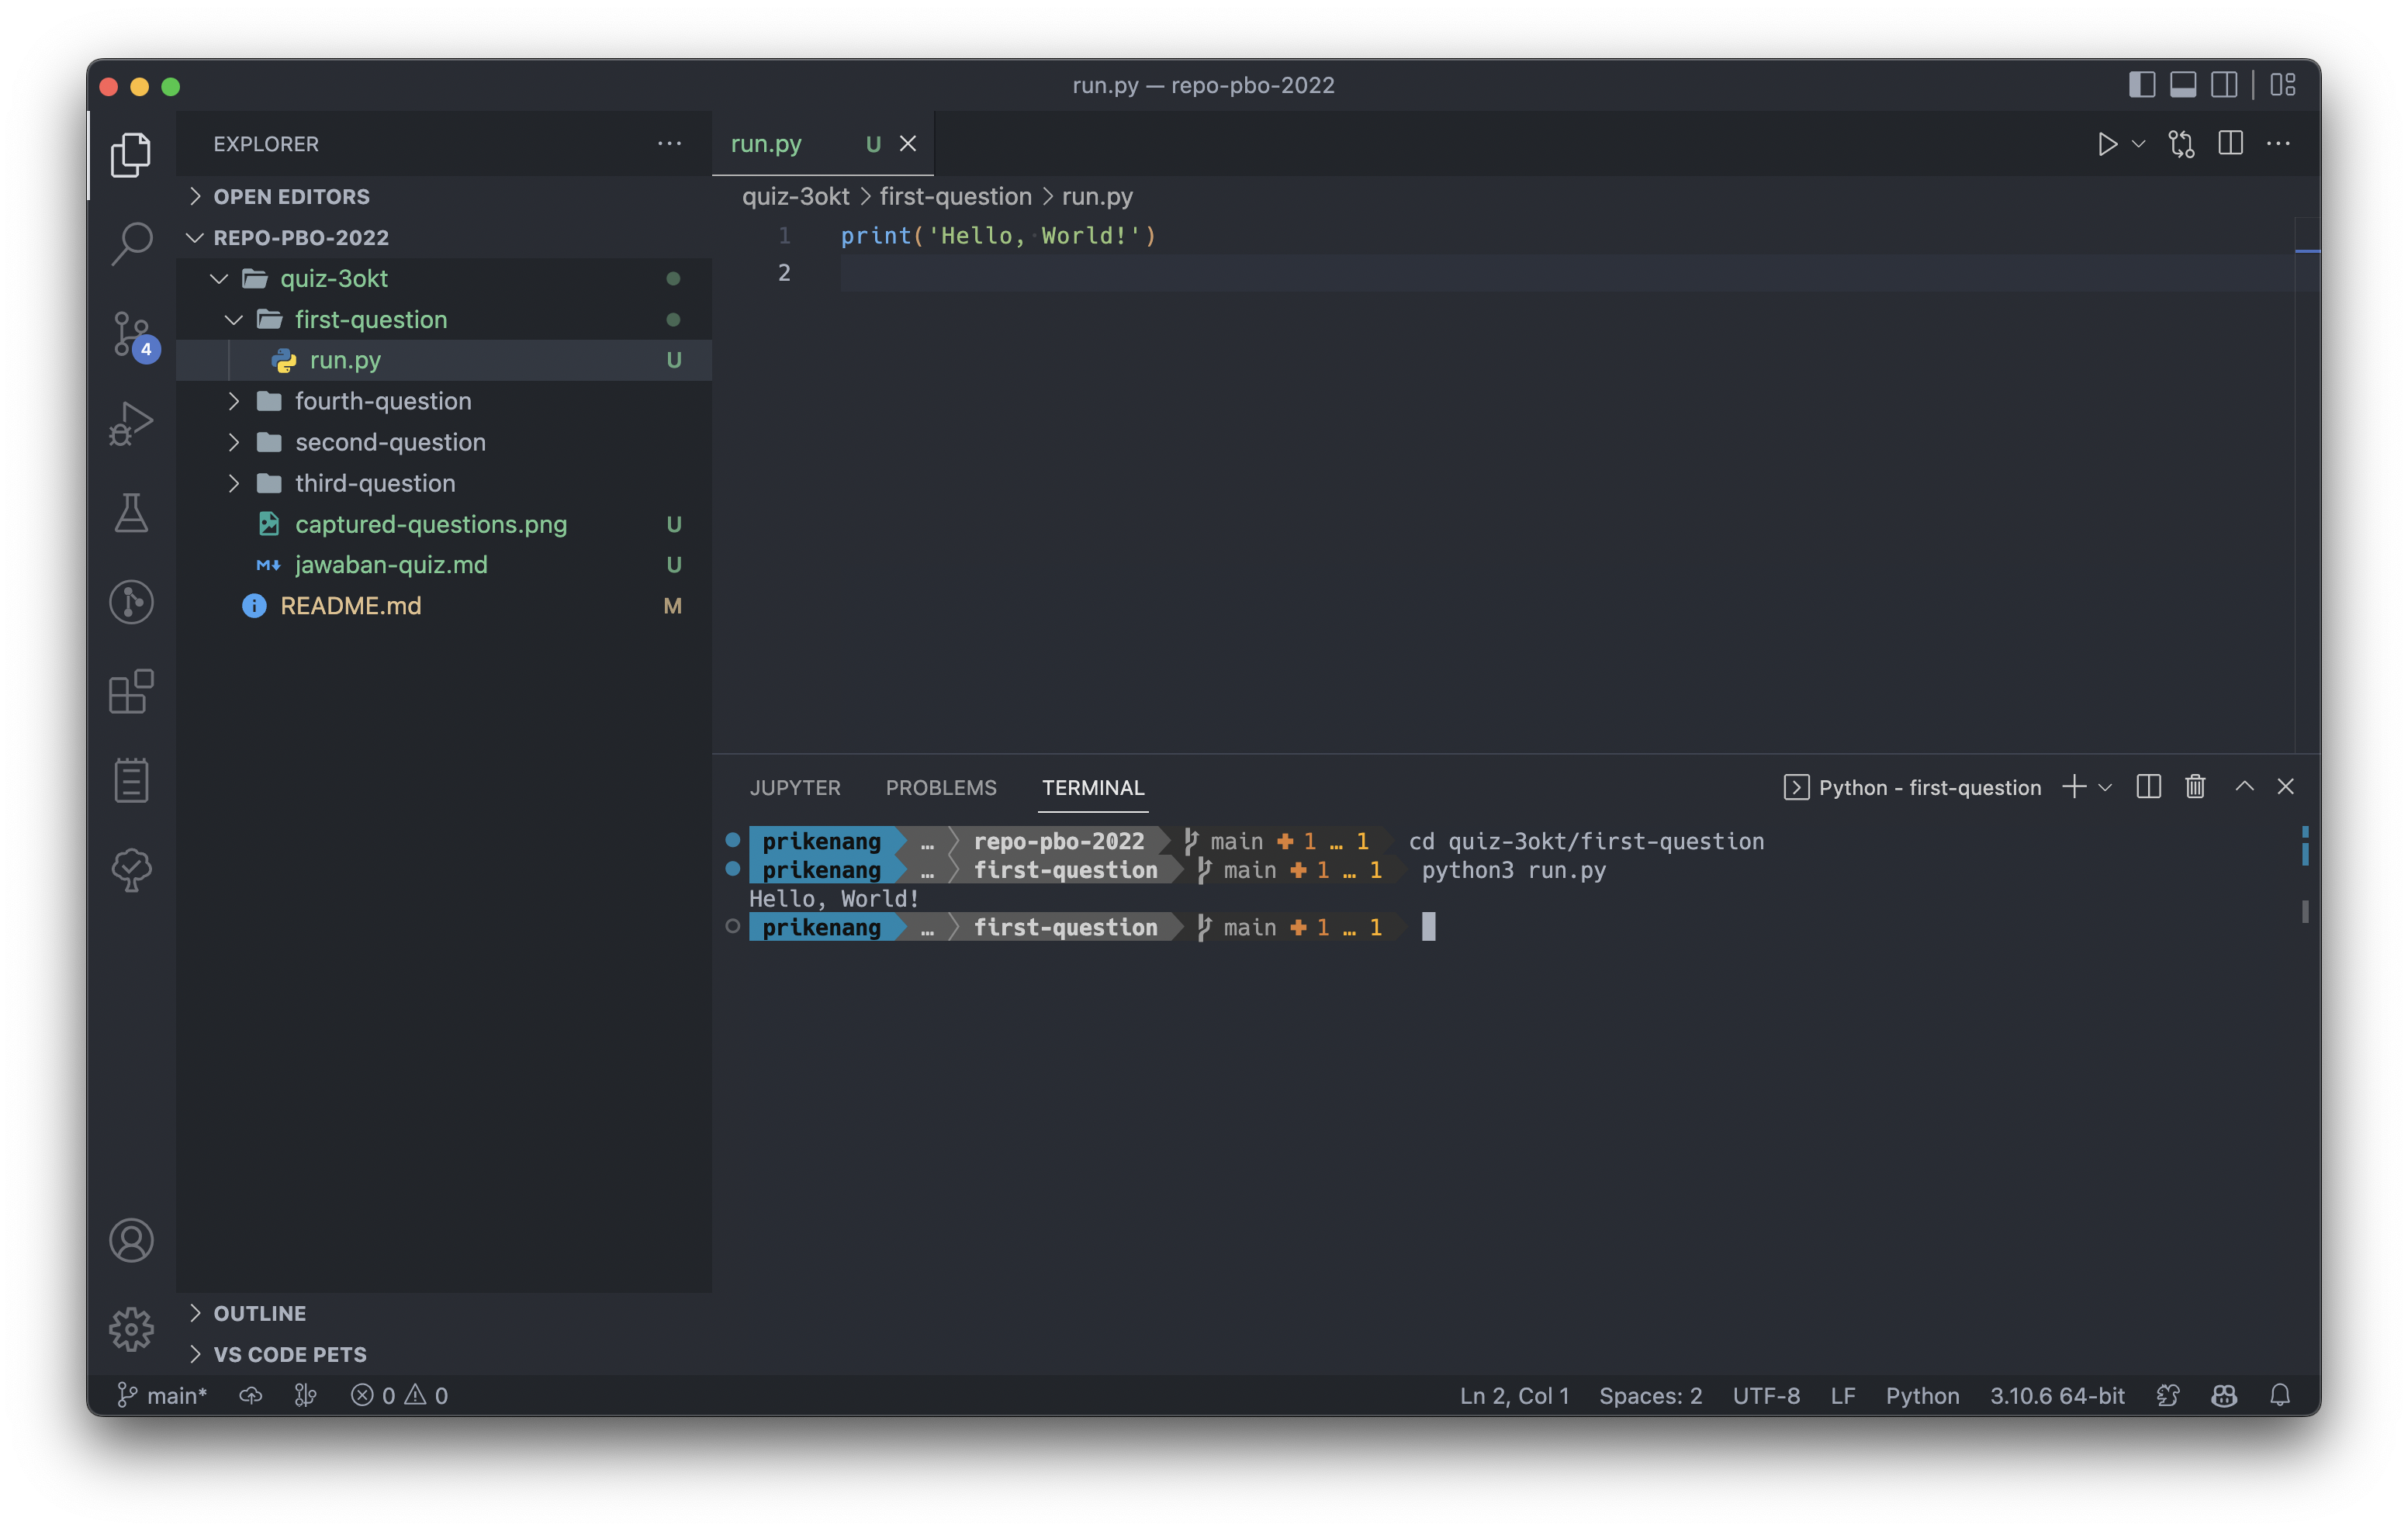 run.py — repo-pbo-2022
EXPLORER
run.py U
OPEN EDITORS
quiz-3okt > first-question > run.py
REPO-PBO-2022
1 print('Hello, World!')
2
quiz-3okt
first-question
run.py U
4
fourth-question
second-question
third-question
captured-questions.png U
jawaban-quiz.md U
README.md M
JUPYTER PROBLEMS TERMINAL Python - first-question
prikenang … repo-pbo-2022 main ✚ 1 … 1 cd quiz-3okt/first-question
prikenang … first-question main ✚ 1 … 1 python3 run.py
Hello, World!
prikenang … first-question main ✚ 1 … 1
OUTLINE
VS CODE PETS
main* 0 0 Ln 2, Col 1 Spaces: 2 UTF-8 LF Python 3.10.6 64-bit